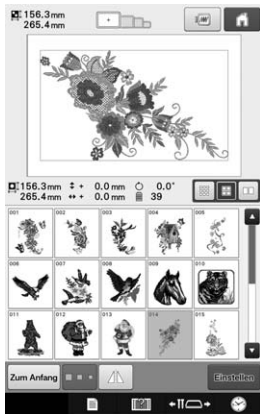 156.3mm
265.4mm
156.3mm + 0.0mm 0.0°
265.4mm + 0.0mm 39
001 002 003 004 005
006 007 008 009 010
011 012 013 014 015
Zum Anfang Einstellen